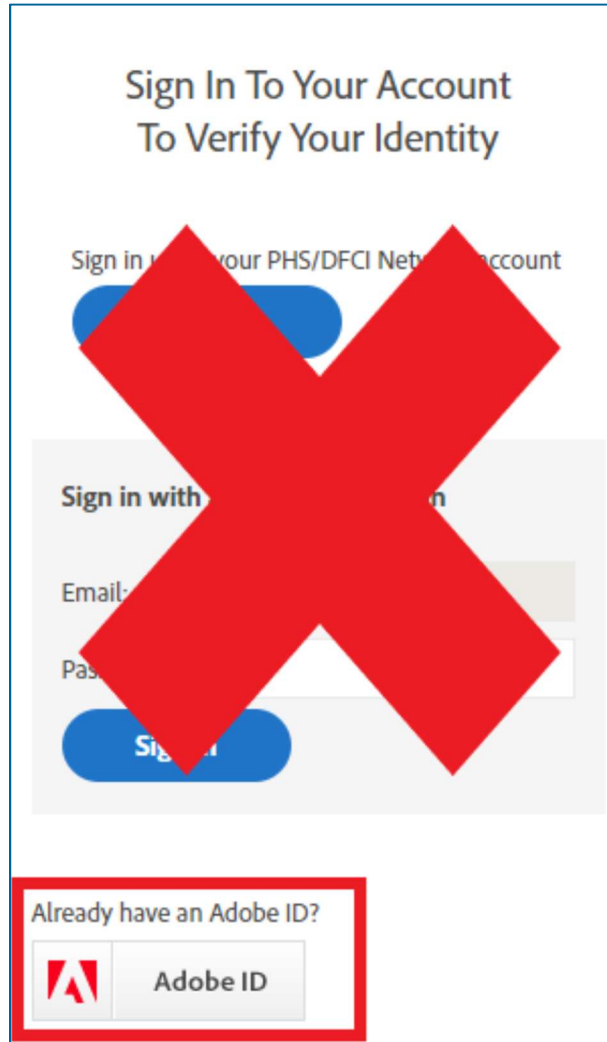 Sign In To Your Account
To Verify Your Identity
Sign in your PHS/DFCI account
Sign in with
Email:
Already have an Adobe ID?
Adobe ID